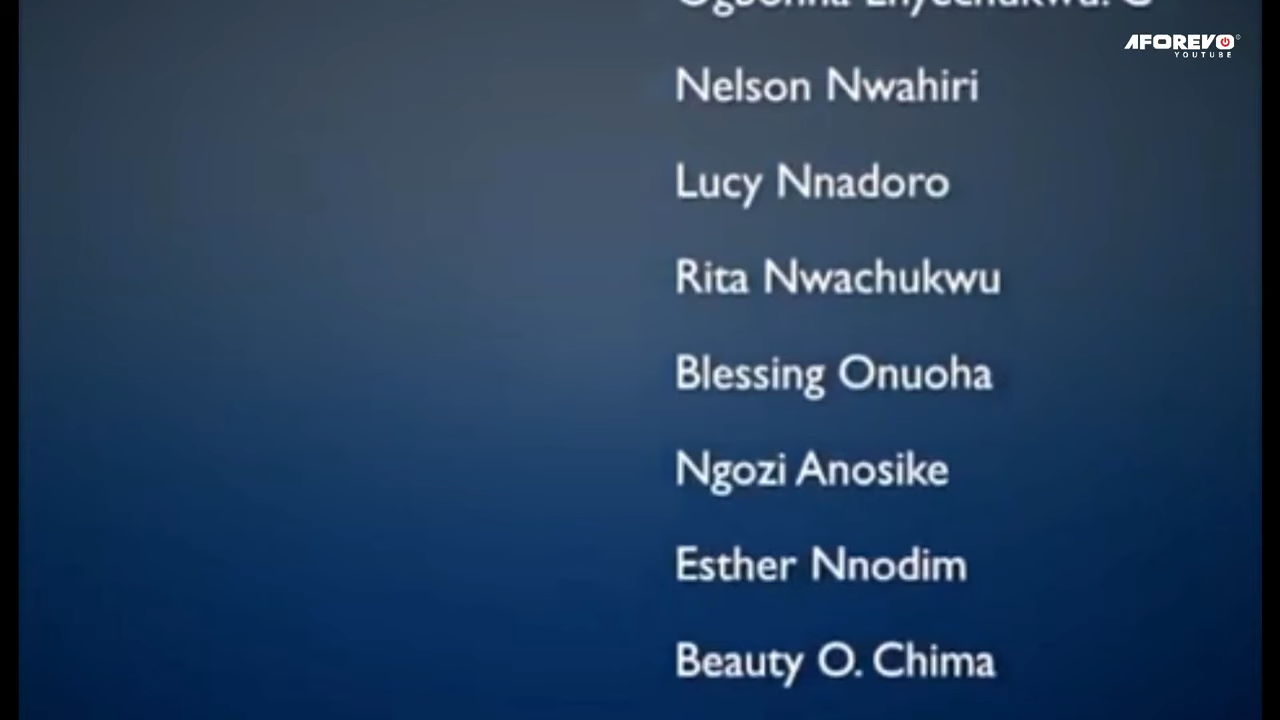 AFOREVO
YOUTUBE
Nelson Nwahiri
Lucy Nnadoro
Rita Nwachukwu
Blessing Onuoha
Ngozi Anosike
Esther Nnodim
Beauty O. Chima